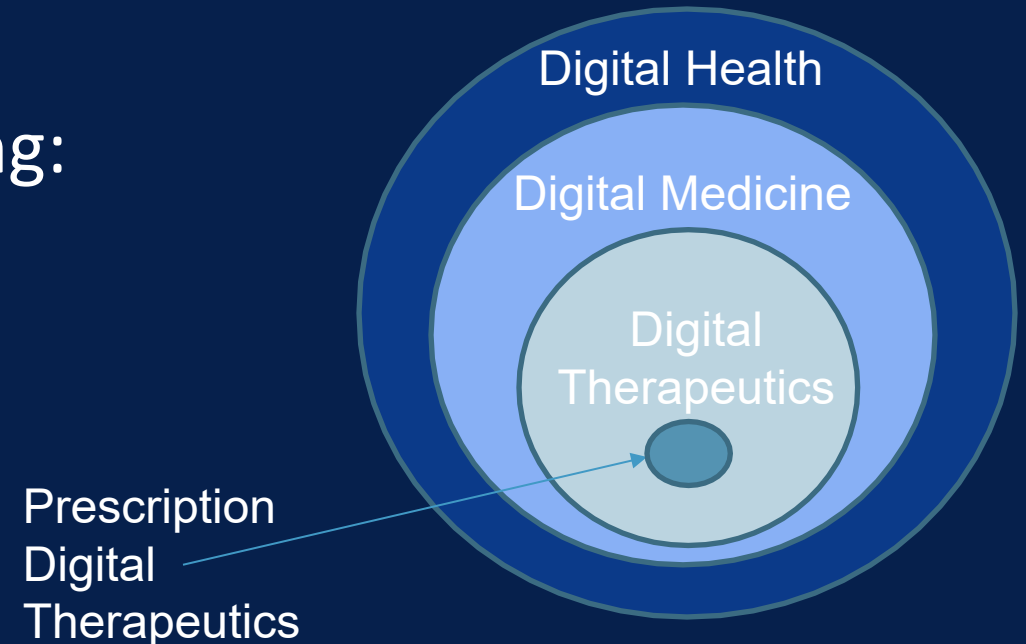 ng:
Digital Health
Digital Medicine
Digital
Therapeutics
Prescription
Digital
Therapeutics